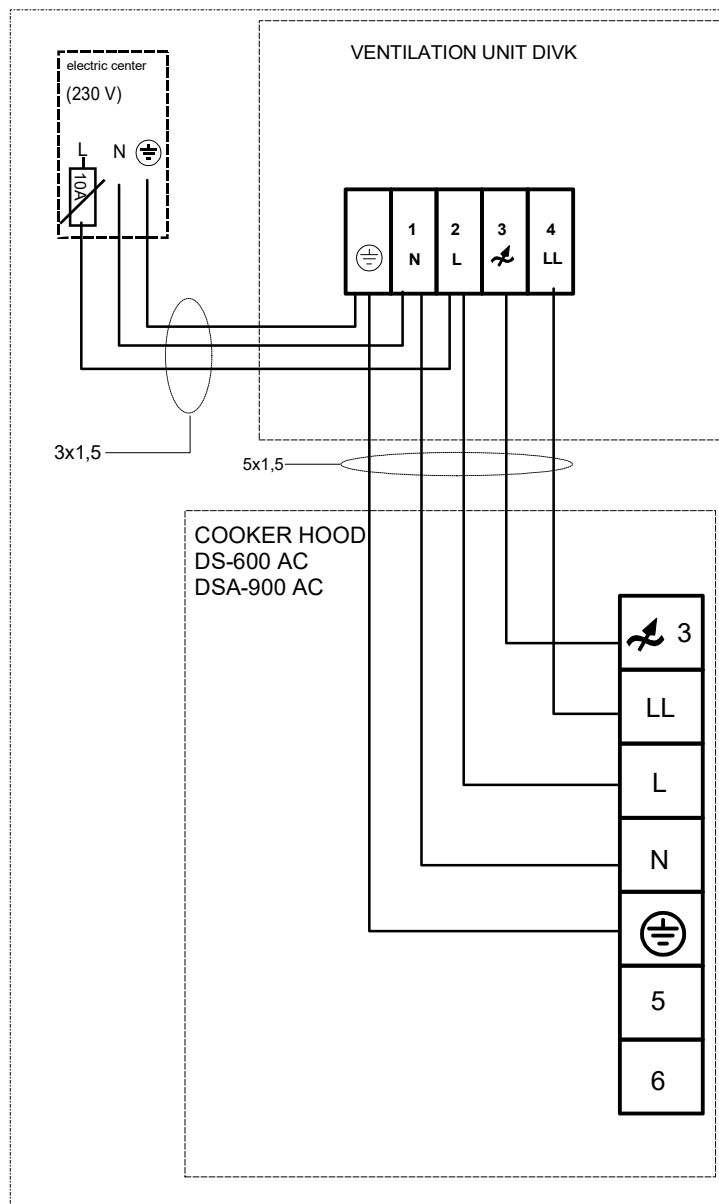 VENTILATION UNIT DIVK
electric center
(230 V)
L N
10A
1 2 3 4
N L LL
3x1,5
5x1,5
COOKER HOOD
DS-600 AC
DSA-900 AC
3
LL
L
N
5
6